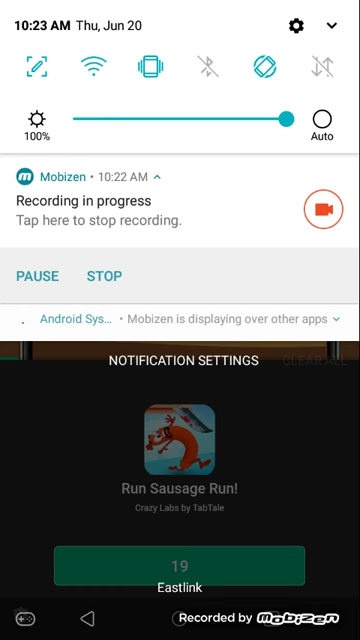 10:23 AM Thu, Jun 20
100%
Auto
Mobizen • 10:22 AM
Recording in progress
Tap here to stop recording.
PAUSE STOP
Android Sys... • Mobizen is displaying over other apps
NOTIFICATION SETTINGS CLEAR ALL
Run Sausage Run!
Crazy Labs by TabTale
19
Eastlink
Recorded by Mobizen